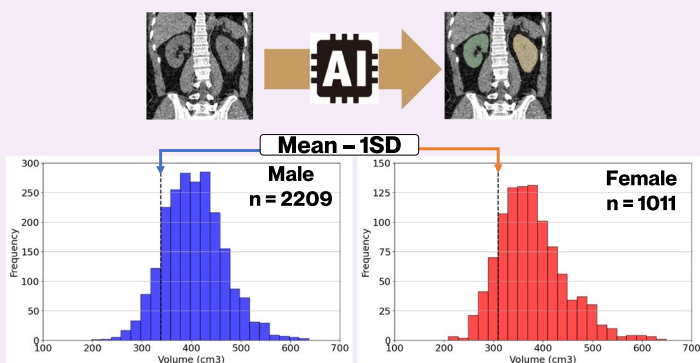 AI
Mean – 1SD
300
250
200
150
100
50
0
Frequency
Male
n = 2209
100 200 300 400 500 600 700
Volume (cm3)
150
125
100
75
50
25
0
Frequency
Female
n = 1011
100 200 300 400 500 600 700
Volume (cm3)